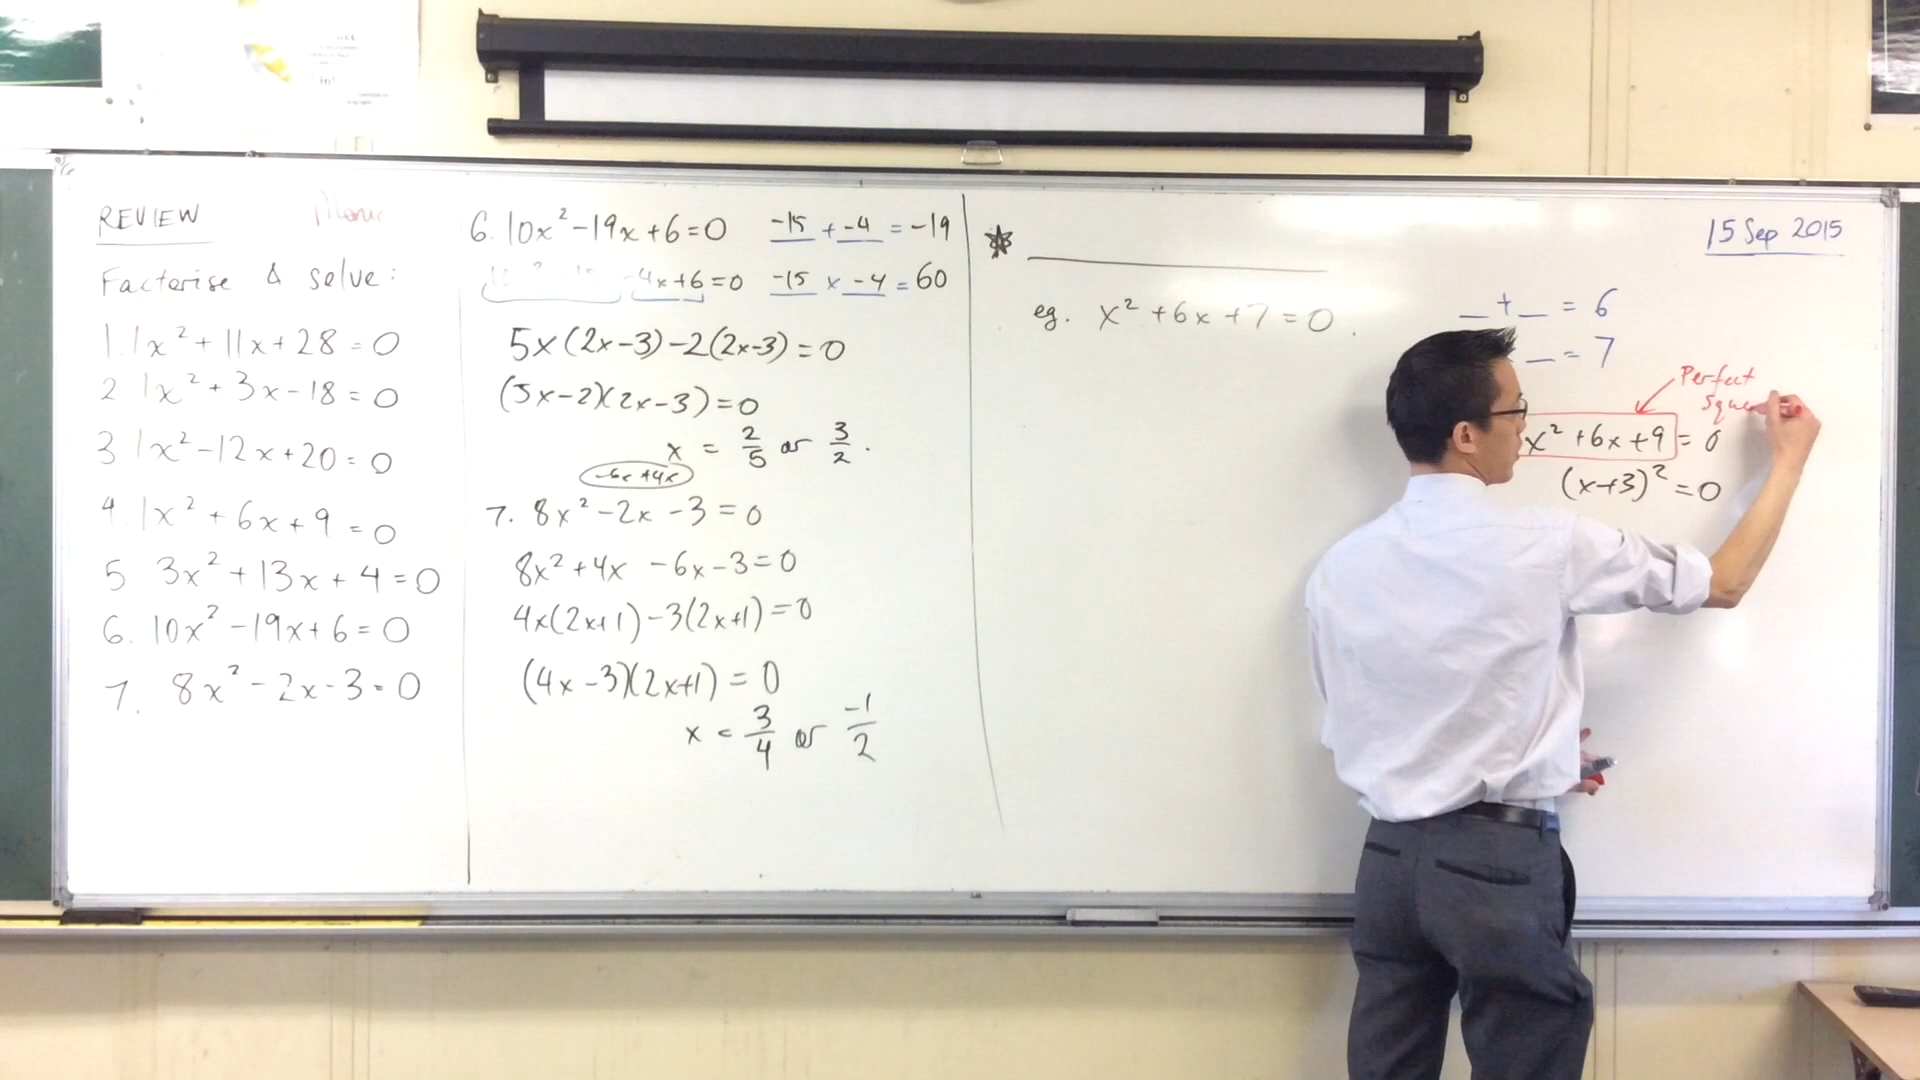 REVIEW
Factorise & solve:
1. 1x² + 11x + 28 = 0
2 1x² + 3x - 18 = 0
3 1x² - 12x + 20 = 0
4. 1x² + 6x + 9 = 0
5 3x² + 13x + 4 = 0
6. 10x² - 19x + 6 = 0
7. 8x² - 2x - 3 = 0
6. 10x² - 19x + 6 = 0 -15 + -4 = -19
-4x + 6 = 0 -15 x -4 = 60
5x(2x-3) - 2(2x-3) = 0
(5x-2)(2x-3) = 0
x = 2/5 or 3/2.
-6x +4x
7. 8x² - 2x - 3 = 0
8x² + 4x - 6x - 3 = 0
4x(2x+1) - 3(2x+1) = 0
(4x-3)(2x+1) = 0
x = 3/4 or -1/2
15 Sep 2015
eg. x² + 6x + 7 = 0.
_ + _ = 6
_ = 7
Perfect
x² + 6x + 9 = 0
(x+3)² = 0